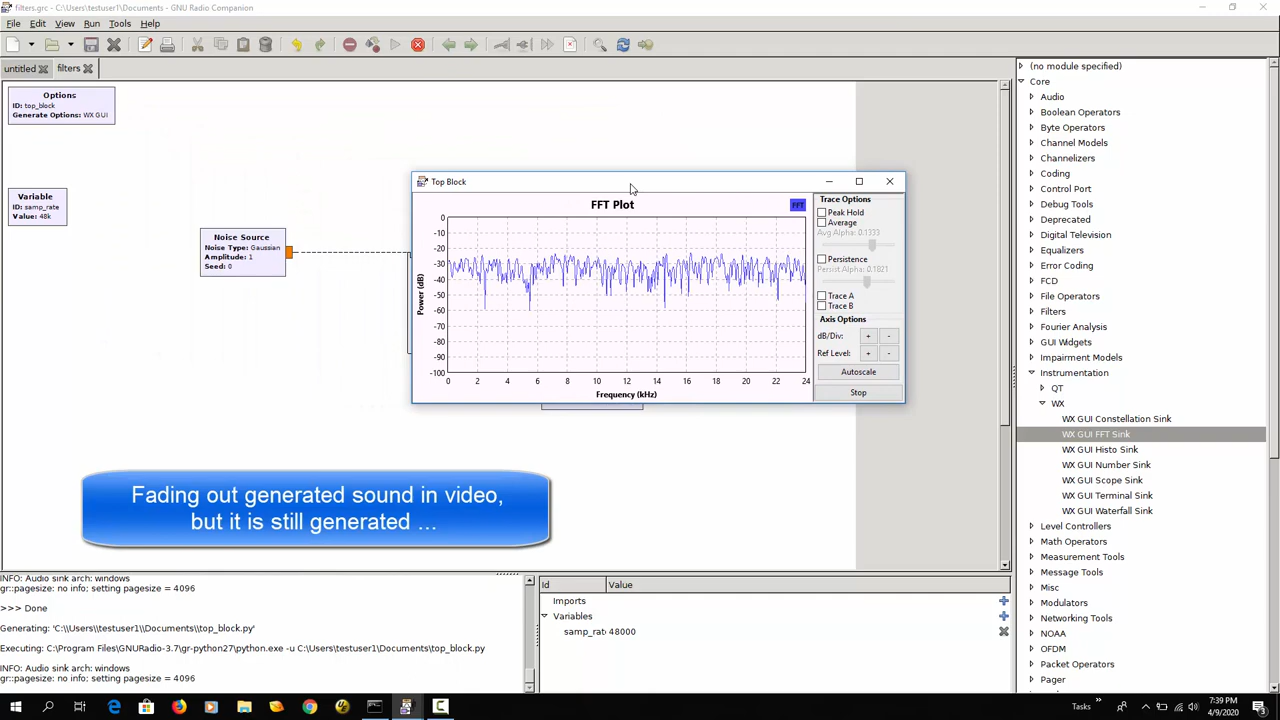 filters.grc - C:\Users\testuser1\Documents - GNU Radio Companion
File Edit View Run Tools Help
untitled filters
Options
ID: top_block
Generate Options: WX GUI
Variable
ID: samp_rate
Value: 48k
Noise Source
Noise Type: Gaussian
Amplitude: 1
Seed: 0
Top Block
FFT Plot
FFT
Power (dB)
0
-10
-20
-30
-40
-50
-60
-70
-80
-90
-100
0 2 4 6 8 10 12 14 16 18 20 22 24
Frequency (kHz)
Trace Options
Peak Hold
Average
Avg Alpha: 0.1333
Persistence
Persist Alpha: 0.1821
Trace A
Trace B
Axis Options
dB/Div: + -
Ref Level: + -
Autoscale
Stop
Fading out generated sound in video,
but it is still generated ...
(no module specified)
Core
Audio
Boolean Operators
Byte Operators
Channel Models
Channelizers
Coding
Control Port
Debug Tools
Deprecated
Digital Television
Equalizers
Error Coding
FCD
File Operators
Filters
Fourier Analysis
GUI Widgets
Impairment Models
Instrumentation
QT
WX
WX GUI Constellation Sink
WX GUI FFT Sink
WX GUI Histo Sink
WX GUI Number Sink
WX GUI Scope Sink
WX GUI Terminal Sink
WX GUI Waterfall Sink
Level Controllers
Math Operators
Measurement Tools
Message Tools
Misc
Modulators
Networking Tools
NOAA
OFDM
Packet Operators
Pager
INFO: Audio sink arch: windows
gr::pagesize: no info; setting pagesize = 4096
>>> Done
Generating: 'C:\\Users\\testuser1\\Documents\\top_block.py'
Executing: C:\Program Files\GNURadio-3.7\gr-python27\python.exe -u C:\Users\testuser1\Documents\top_block.py
INFO: Audio sink arch: windows
gr::pagesize: no info; setting pagesize = 4096
Id Value
Imports
Variables
samp_rat 48000
Tasks
7:39 PM
4/9/2020